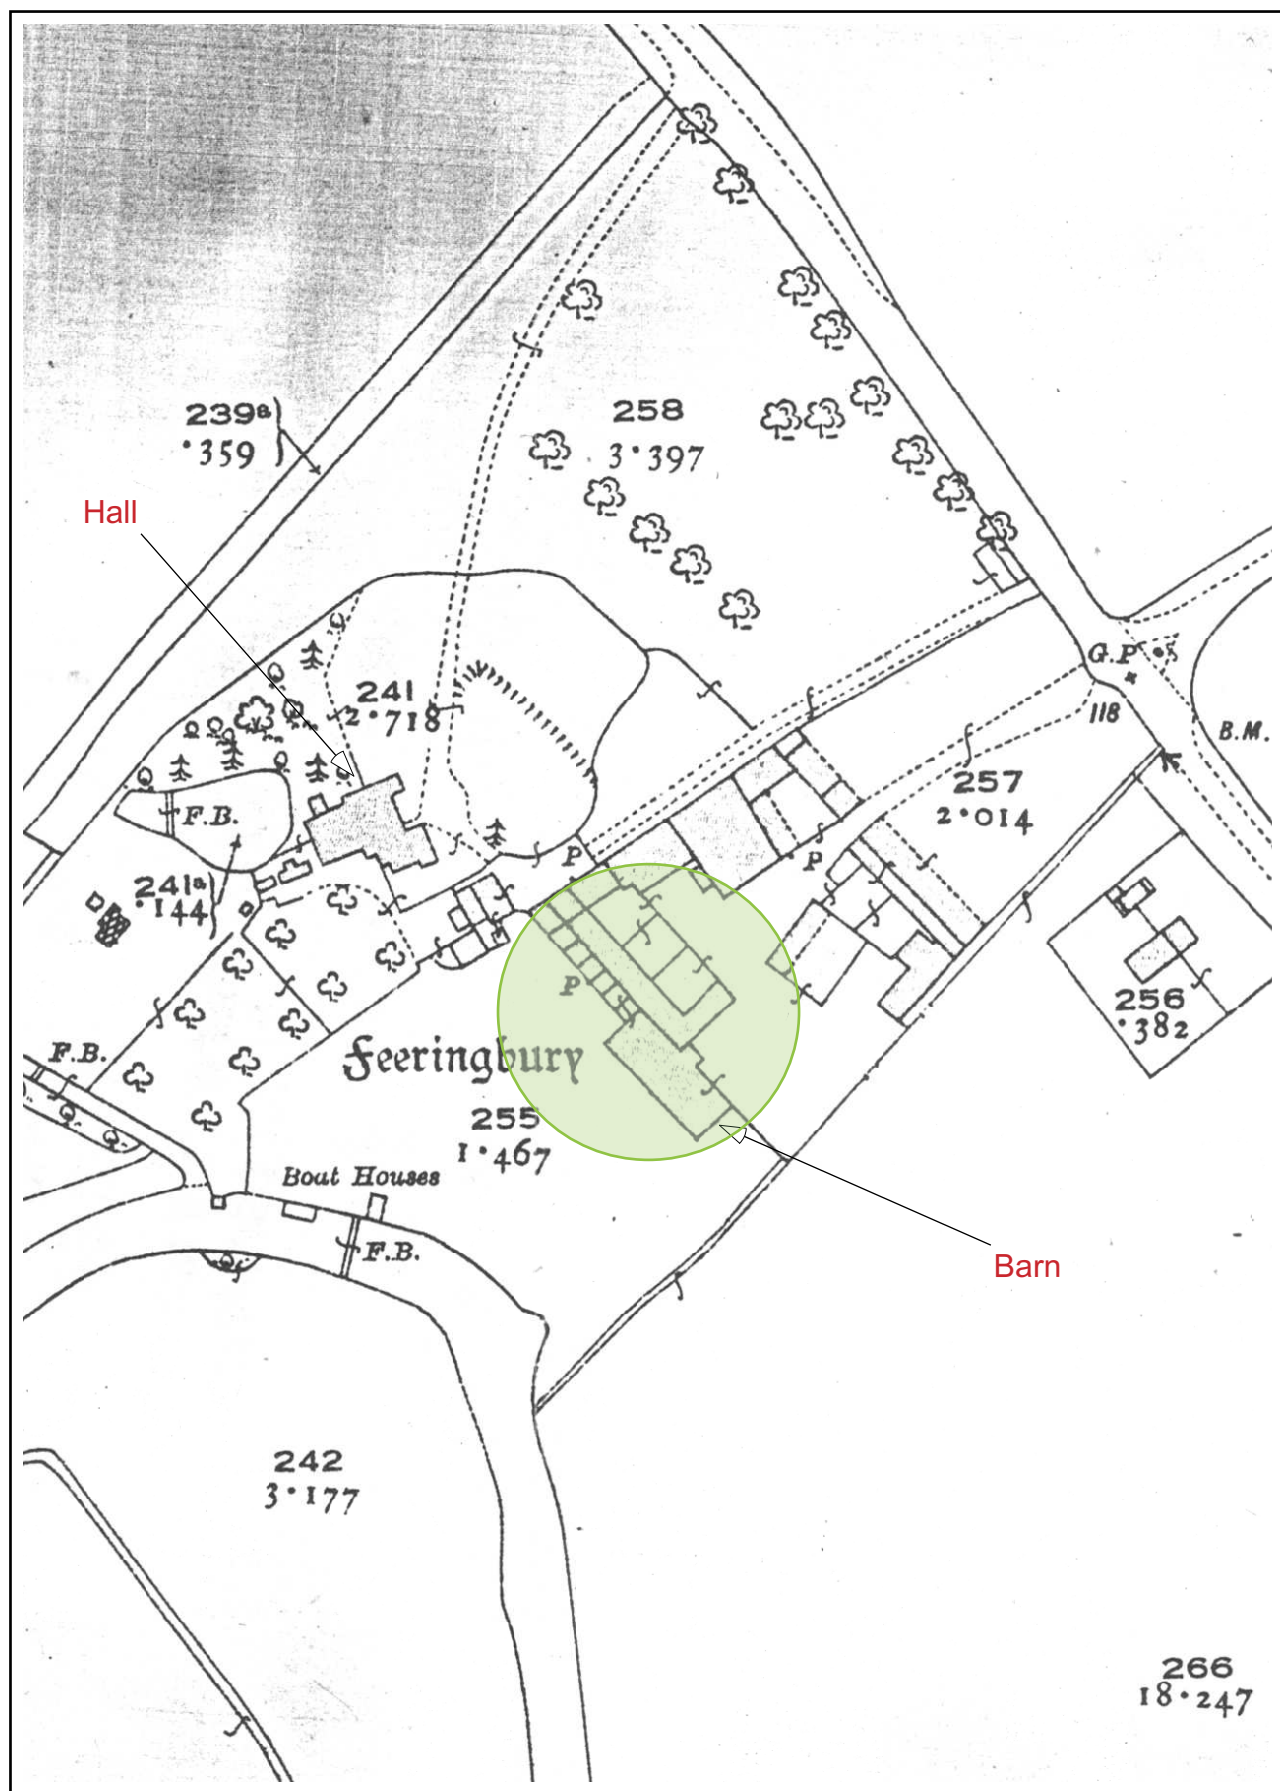 239a
·359
258
3·397
Hall
241
2·718
G.P
118
B.M.
257
2·014
F.B.
P
P
241a
·144
P
256
·382
F.B.
Feeringbury
255
1·467
Boat Houses
F.B.
Barn
242
3·177
266
18·247